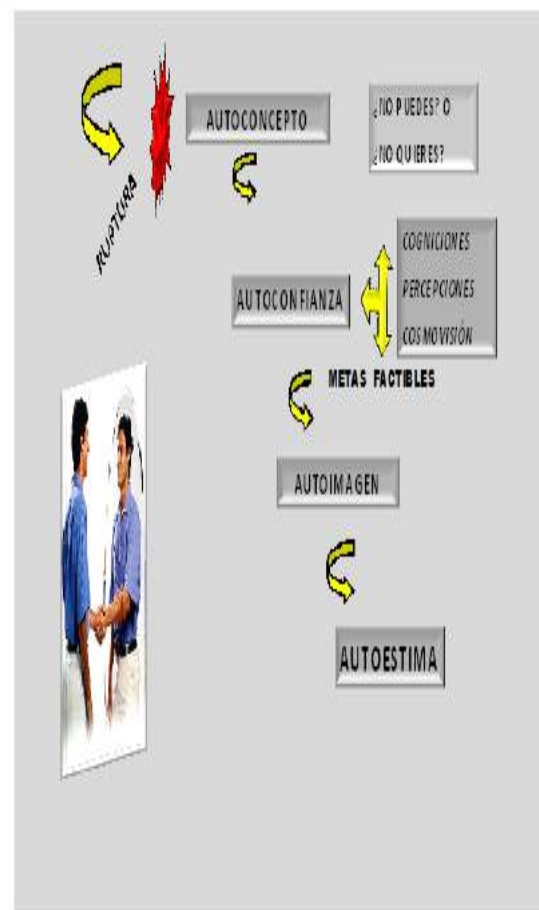 AUTOCONCEPTO
¿NO PUEDES? O
¿NO QUIERES?
RUPTURA
COGNICIONES
PERCEPCIONES
COSMOVISIÓN
AUTOCONFIANZA
METAS FACTIBLES
AUTOIMAGEN
AUTOESTIMA